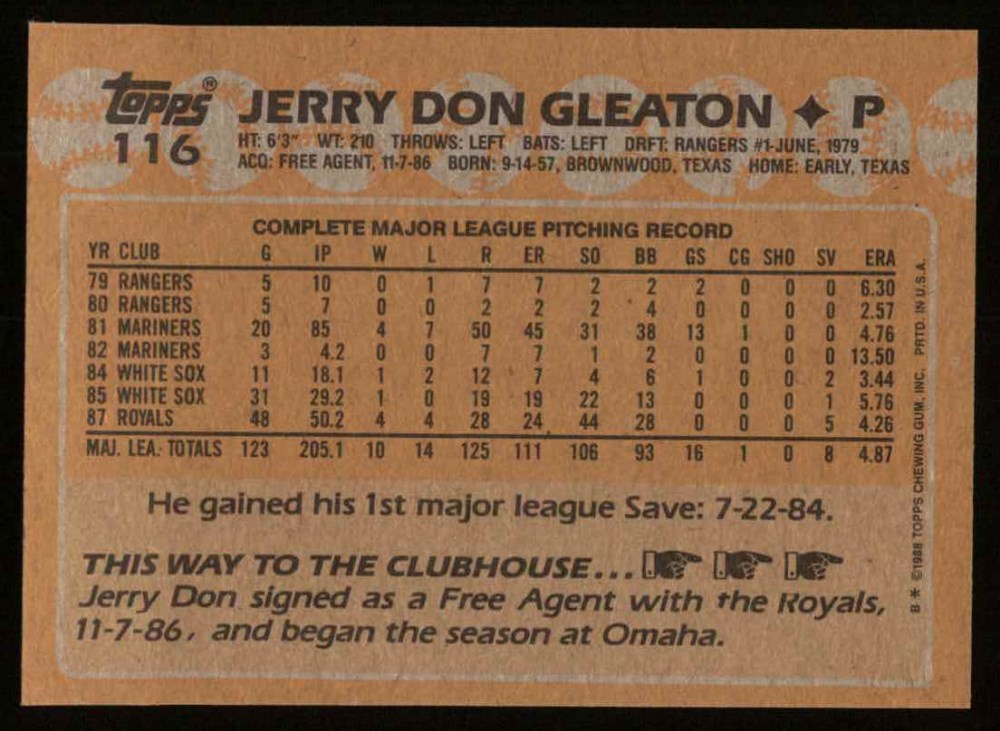 topps®
116
JERRY DON GLEATON ✦ P
HT: 6'3" WT: 210 THROWS: LEFT BATS: LEFT DRFT: RANGERS #1-JUNE, 1979
ACQ: FREE AGENT, 11-7-86 BORN: 9-14-57, BROWNWOOD, TEXAS HOME: EARLY, TEXAS
COMPLETE MAJOR LEAGUE PITCHING RECORD
YR CLUB G IP W L R ER SO BB GS CG SHO SV ERA
79 RANGERS 5 10 0 1 7 7 2 2 2 0 0 0 6.30
80 RANGERS 5 7 0 0 2 2 2 4 0 0 0 0 2.57
81 MARINERS 20 85 4 7 50 45 31 38 13 1 0 0 4.76
82 MARINERS 3 4.2 0 0 7 7 1 2 0 0 0 0 13.50
84 WHITE SOX 11 18.1 1 2 12 7 4 6 1 0 0 2 3.44
85 WHITE SOX 31 29.2 1 0 19 19 22 13 0 0 0 1 5.76
87 ROYALS 48 50.2 4 4 28 24 44 28 0 0 0 5 4.26
MAJ. LEA. TOTALS 123 205.1 10 14 125 111 106 93 16 1 0 8 4.87
He gained his 1st major league Save: 7-22-84.
THIS WAY TO THE CLUBHOUSE...
Jerry Don signed as a Free Agent with the Royals,
11-7-86, and began the season at Omaha.
B * ©1988 TOPPS CHEWING GUM, INC. PRTD. IN U.S.A.